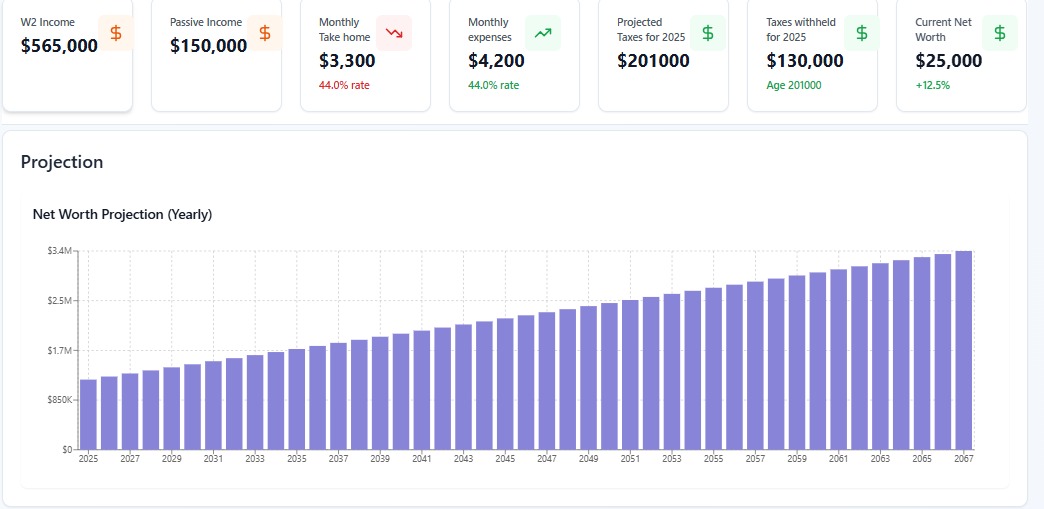 W2 Income
$565,000
Passive Income
$150,000
Monthly
Take home
$3,300
44.0% rate
Monthly
expenses
$4,200
44.0% rate
Projected
Taxes for 2025
$201000
Taxes withheld
for 2025
$130,000
Age 201000
Current Net
Worth
$25,000
+12.5%
Projection
Net Worth Projection (Yearly)
$3.4M
$2.5M
$1.7M
$850K
$0
2025 2027 2029 2031 2033 2035 2037 2039 2041 2043 2045 2047 2049 2051 2053 2055 2057 2059 2061 2063 2065 2067